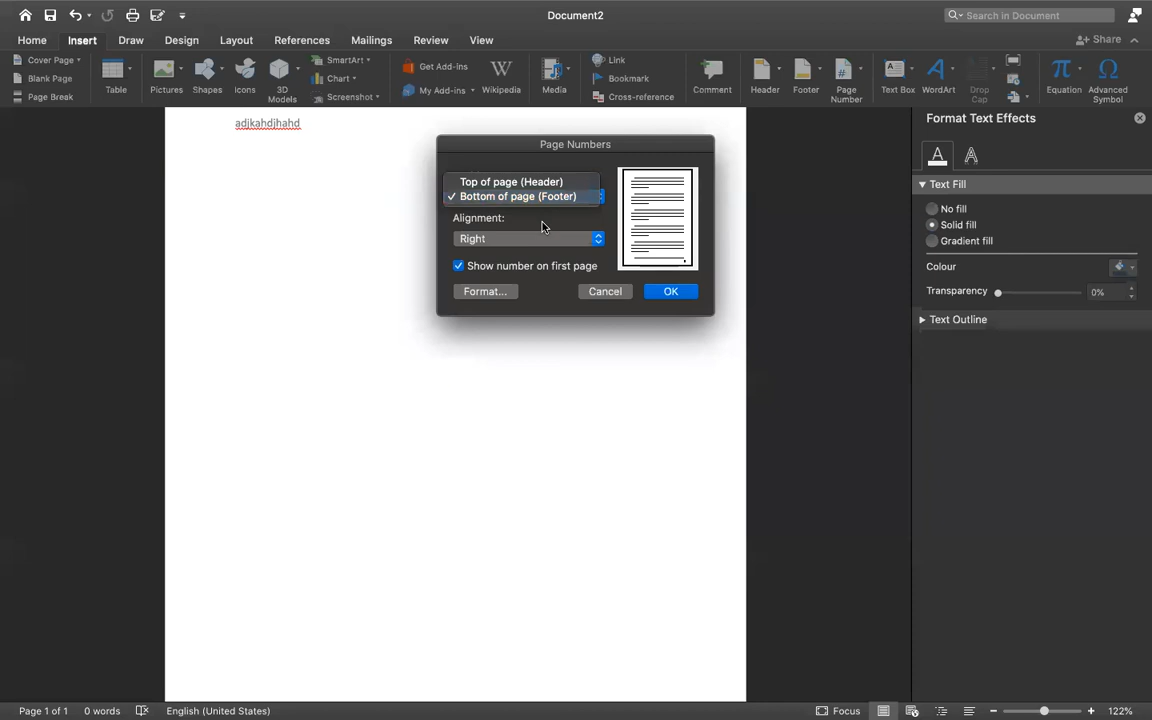 Document2
Search in Document
Home Insert Draw Design Layout References Mailings Review View
Share
Cover Page
Blank Page
Page Break
Table
Pictures
Shapes
Icons
3D
Models
SmartArt
Chart
Screenshot
Get Add-ins
My Add-ins
Wikipedia
Media
Link
Bookmark
Cross-reference
Comment
Header
Footer
Page
Number
Text Box
WordArt
Drop
Cap
Equation
Advanced
Symbol
adjkahdjhahd
Page Numbers
Top of page (Header)
Bottom of page (Footer)
Alignment:
Right
Show number on first page
Format...
Cancel
OK
Format Text Effects
Text Fill
No fill
Solid fill
Gradient fill
Colour
Transparency
0%
Text Outline
Page 1 of 1
0 words
English (United States)
Focus
122%